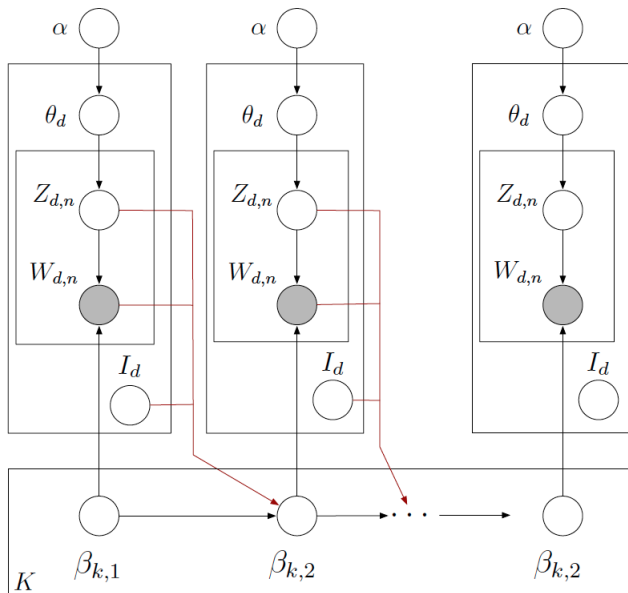 α α α
θ_d θ_d θ_d
Z_{d,n} Z_{d,n} Z_{d,n}
W_{d,n} W_{d,n} W_{d,n}
I_d I_d I_d
· · ·
β_{k,1} β_{k,2} β_{k,2}
K